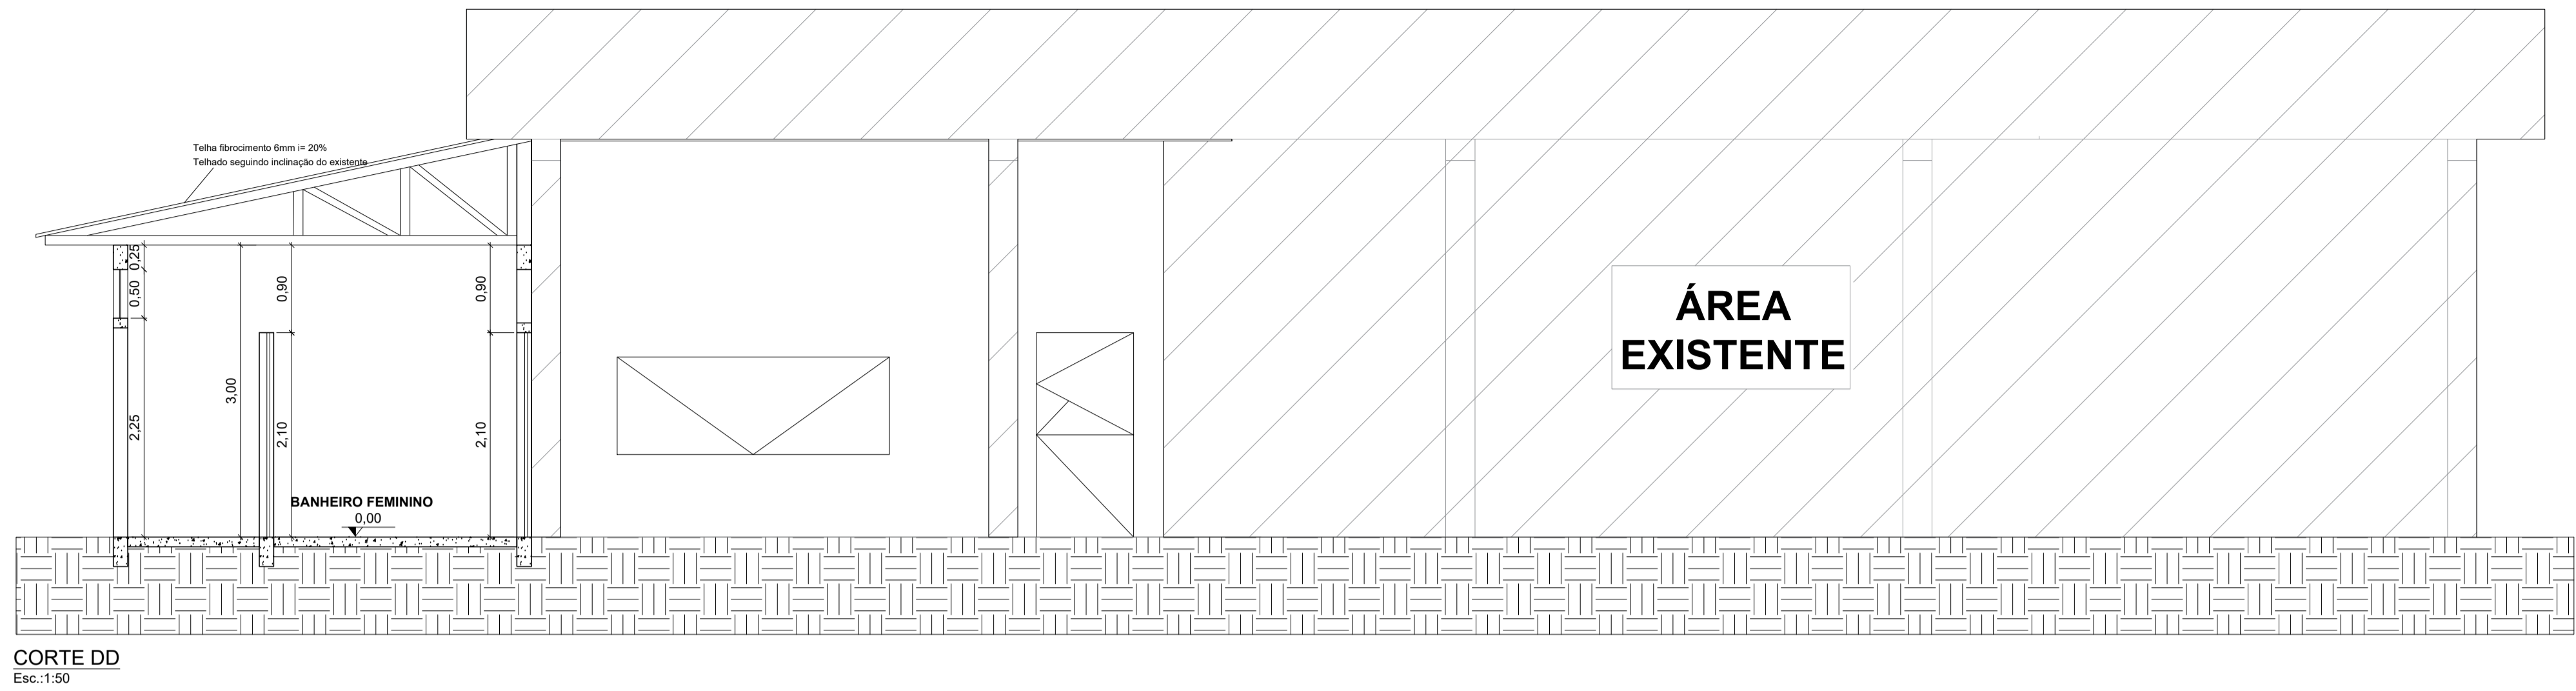 Telha fibrocimento 6mm i= 20%
Telhado seguindo inclinação do existente
0,25
0,50
2,25
3,00
0,90
2,10
0,90
2,10
BANHEIRO FEMININO
0,00
ÁREA
EXISTENTE
CORTE DD
Esc.:1:50